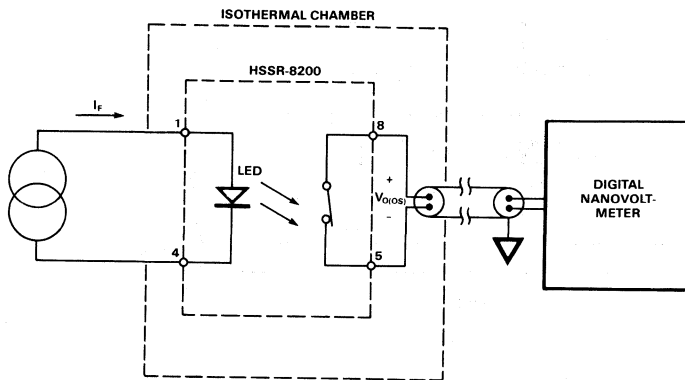 ISOTHERMAL CHAMBER
HSSR-8200
I_F
1
8
LED
+
V_O(OS)
-
4
5
DIGITAL
NANOVOLT-
METER